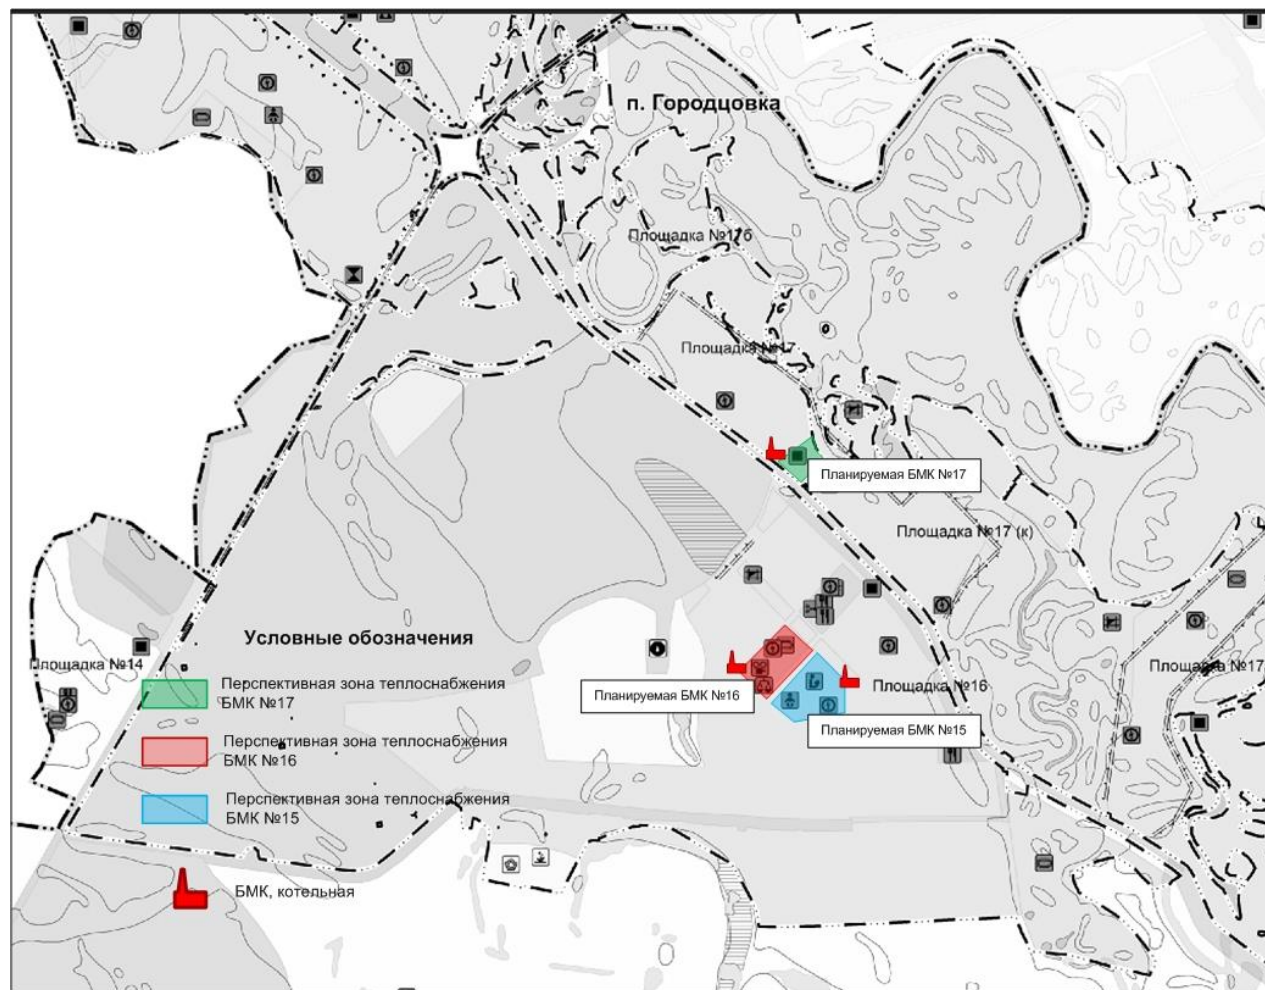 п. Городцовка
Площадка №17б
Площадка №17
Планируемая БМК №17
Площадка №17 (к)
Условные обозначения
Площадка №14
Площадка №17
Перспективная зона теплоснабжения
БМК №17
Площадка №16
Планируемая БМК №16
Планируемая БМК №15
Перспективная зона теплоснабжения
БМК №16
Перспективная зона теплоснабжения
БМК №15
БМК, котельная